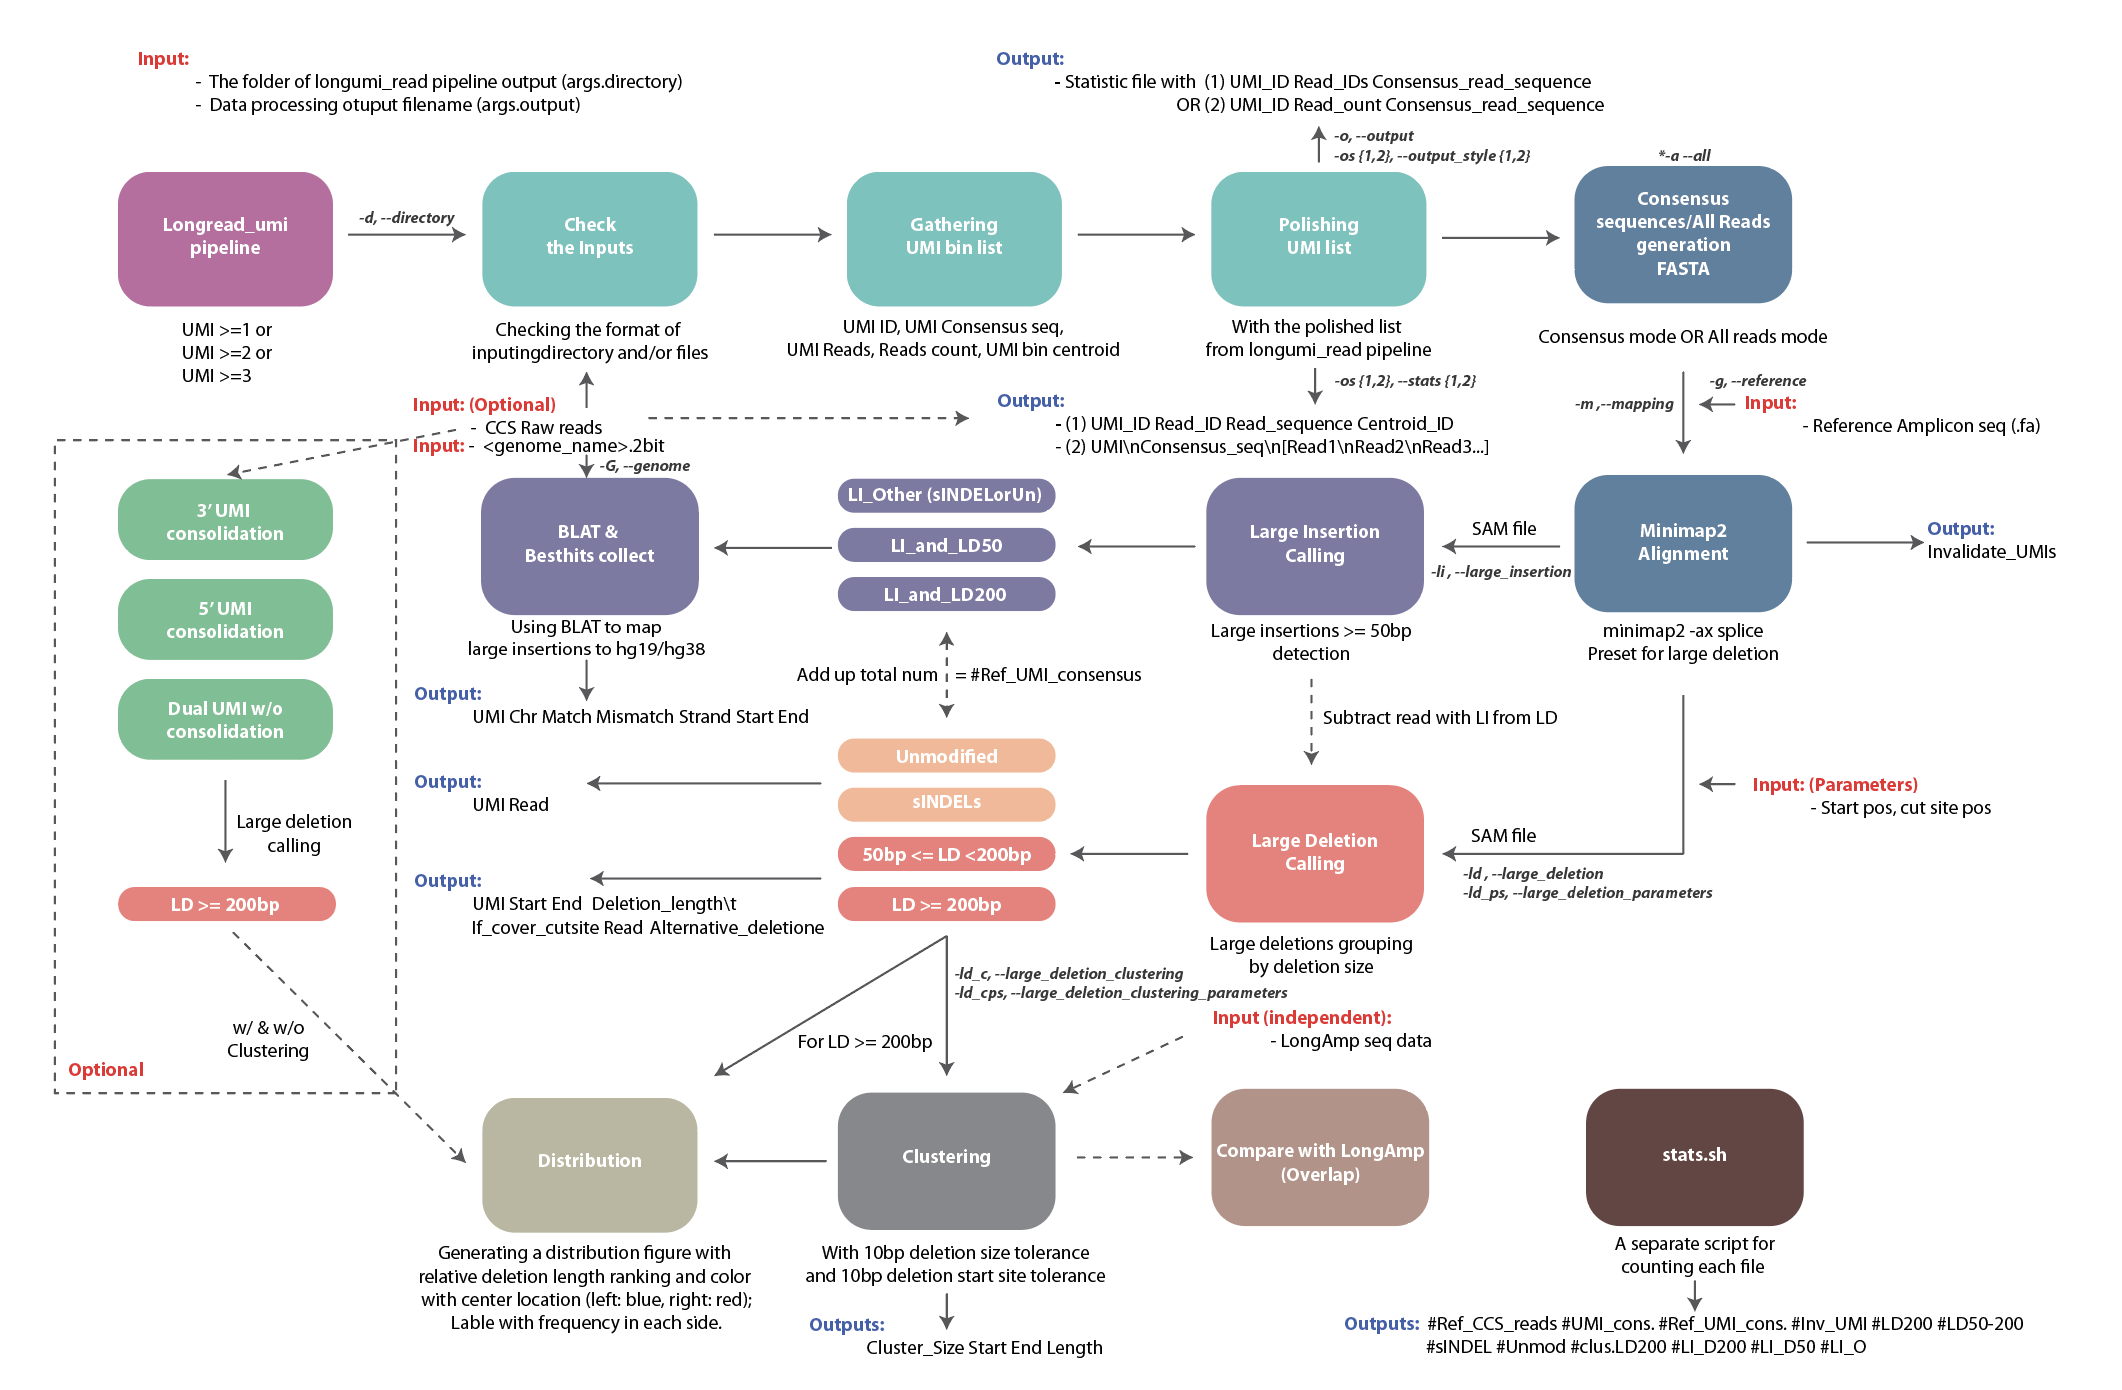 Input:
- The folder of longumi_read pipeline output (args.directory)
- Data processing otuput filename (args.output)
Output:
- Statistic file with (1) UMI_ID Read_IDs Consensus_read_sequence
OR (2) UMI_ID Read_ount Consensus_read_sequence
-o, --output
-os {1,2}, --output_style {1,2}
*-a --all
Longread_umi
pipeline
-d, --directory
Check
the Inputs
Gathering
UMI bin list
Polishing
UMI list
Consensus
sequences/All Reads
generation
FASTA
UMI >=1 or
UMI >=2 or
UMI >=3
Checking the format of
inputingdirectory and/or files
UMI ID, UMI Consensus seq,
UMI Reads, Reads count, UMI bin centroid
With the polished list
from longumi_read pipeline
Consensus mode OR All reads mode
-os {1,2}, --stats {1,2}
-g, --reference
-m ,--mapping
Input:
- Reference Amplicon seq (.fa)
Input: (Optional)
- CCS Raw reads
Input: - <genome_name>.2bit
-G, --genome
Output:
- (1) UMI_ID Read_ID Read_sequence Centroid_ID
- (2) UMI\nConsensus_seq\n[Read1\nRead2\nRead3...]
3’ UMI
consolidation
5’ UMI
consolidation
Dual UMI w/o
consolidation
Large deletion
calling
LD >= 200bp
w/ & w/o
Clustering
Optional
BLAT &
Besthits collect
LI_Other (sINDELorUn)
LI_and_LD50
LI_and_LD200
Large Insertion
Calling
SAM file
-li , --large_insertion
Minimap2
Alignment
Output:
Invalidate_UMIs
Using BLAT to map
large insertions to hg19/hg38
Large insertions >= 50bp
detection
minimap2 -ax splice
Preset for large deletion
Add up total num = #Ref_UMI_consensus
Output:
UMI Chr Match Mismatch Strand Start End
Subtract read with LI from LD
Output:
UMI Read
Unmodified
sINDELs
50bp <= LD <200bp
LD >= 200bp
Large Deletion
Calling
Input: (Parameters)
- Start pos, cut site pos
SAM file
-ld , --large_deletion
-ld_ps, --large_deletion_parameters
Output:
UMI Start End Deletion_length\t
If_cover_cutsite Read Alternative_deletione
Large deletions grouping
by deletion size
-ld_c, --large_deletion_clustering
-ld_cps, --large_deletion_clustering_parameters
For LD >= 200bp
Input (independent):
- LongAmp seq data
Distribution
Clustering
Compare with LongAmp
(Overlap)
stats.sh
Generating a distribution figure with
relative deletion length ranking and color
with center location (left: blue, right: red);
Lable with frequency in each side.
With 10bp deletion size tolerance
and 10bp deletion start site tolerance
Outputs:
Cluster_Size Start End Length
A separate script for
counting each file
Outputs: #Ref_CCS_reads #UMI_cons. #Ref_UMI_cons. #Inv_UMI #LD200 #LD50-200
#sINDEL #Unmod #clus.LD200 #LI_D200 #LI_D50 #LI_O